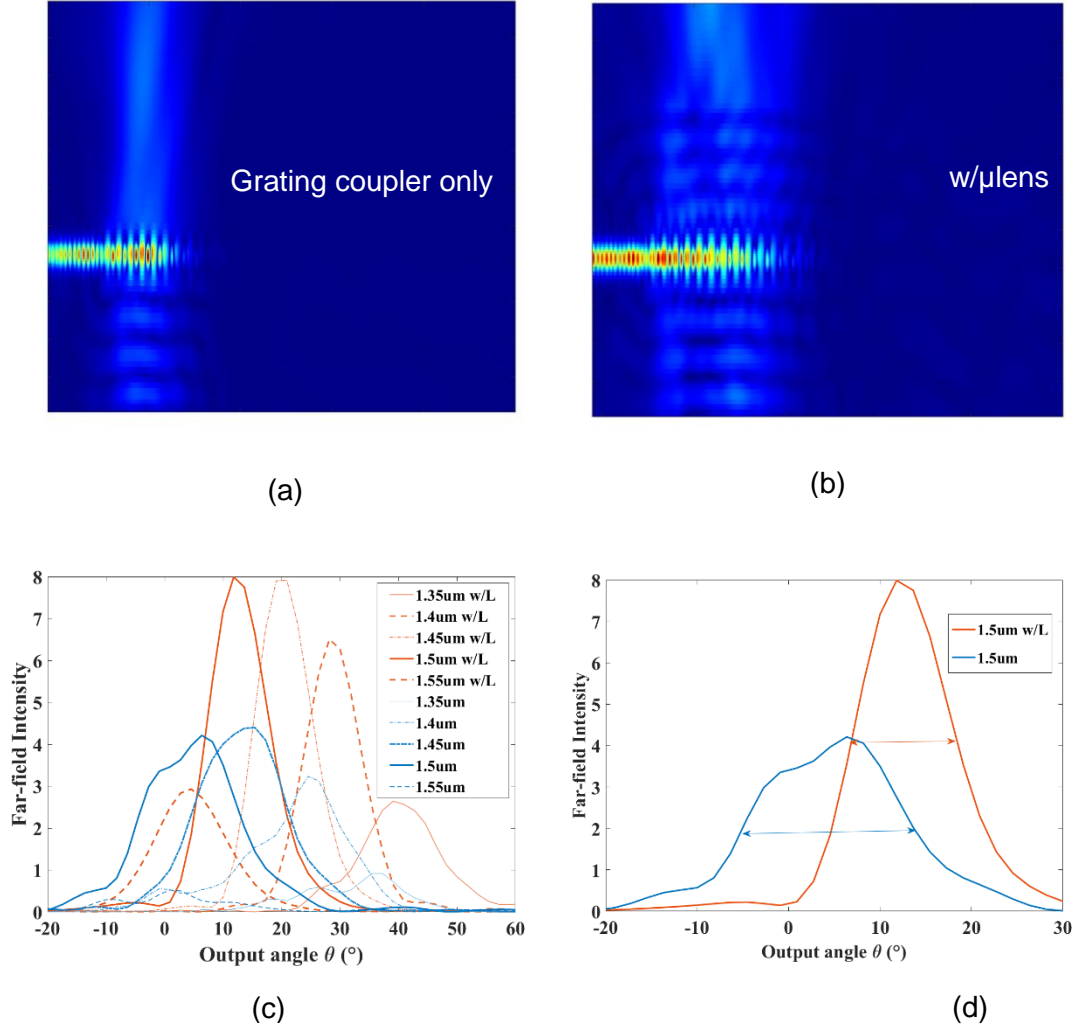 Grating coupler only
w/μlens
(a)
(b)
8
7
6
5
4
3
2
1
0
Far-field Intensity
-20
-10
0
10
20
30
40
50
60
Output angle θ (°)
1.35um w/L
1.4um w/L
1.45um w/L
1.5um w/L
1.55um w/L
1.35um
1.4um
1.45um
1.5um
1.55um
(c)
8
7
6
5
4
3
2
1
0
Far-field Intensity
-20
-10
0
10
20
30
Output angle θ (°)
1.5um w/L
1.5um
(d)